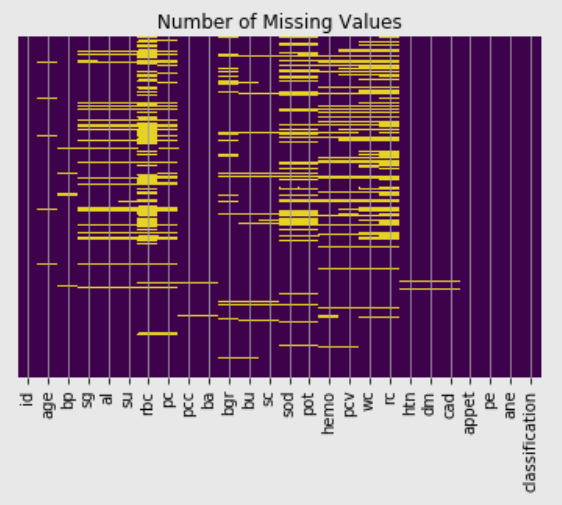 Number of Missing Values
id
age
bp
sg
al
su
rbc
pc
pcc
ba
bgr
bu
sc
sod
pot
hemo
pcv
wc
rc
htn
dm
cad
appet
pe
ane
classification